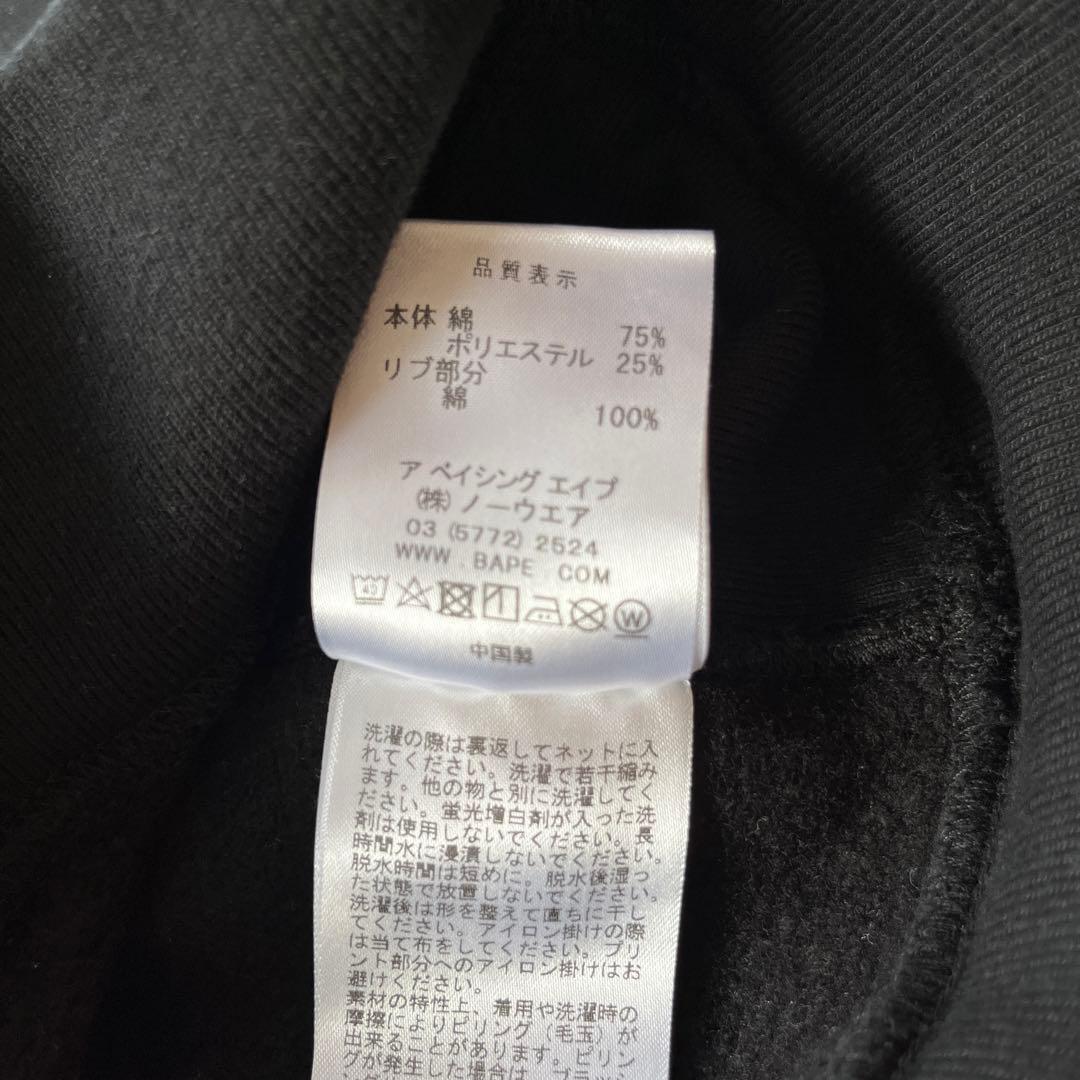 品質表示
本体 綿 75%
ポリエステル 25%
リブ部分
綿 100%
ア ベイシング エイプ
(株) ノーウエア
03 (5772) 2524
WWW . BAPE . COM
40
W
中国製
洗濯の際は裏返してネットに入
れてください。洗濯で若干縮み
ます。他の物と別に洗濯してく
ださい。蛍光増白剤が入った洗
剤は使用しないでください。長
時間水に浸漬しないでください。
脱水時間は短めに。脱水後湿っ
た状態で放置しないでください。
洗濯後は形を整えて直ちに干し
てください。アイロン掛けの際
は当て布をしてください。プリ
ント部分へのアイロン掛けはお
避けください。
素材の特性上、着用や洗濯時の
摩擦によりピリング（毛玉）が
出来ることがあります。ピリン
グが発生した場合は、ブラッ